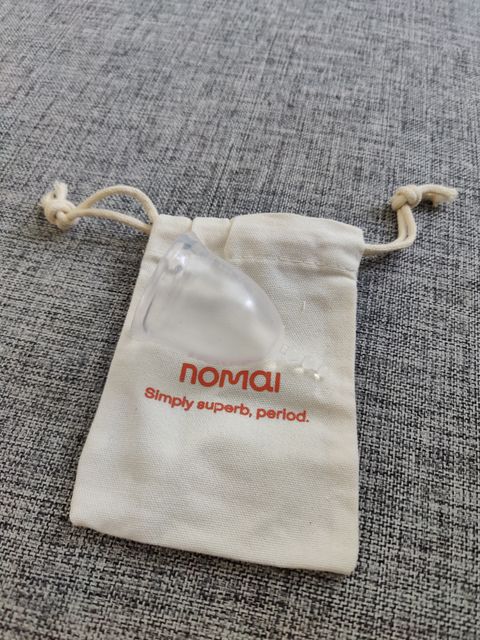 nomai
Simply superb, period.